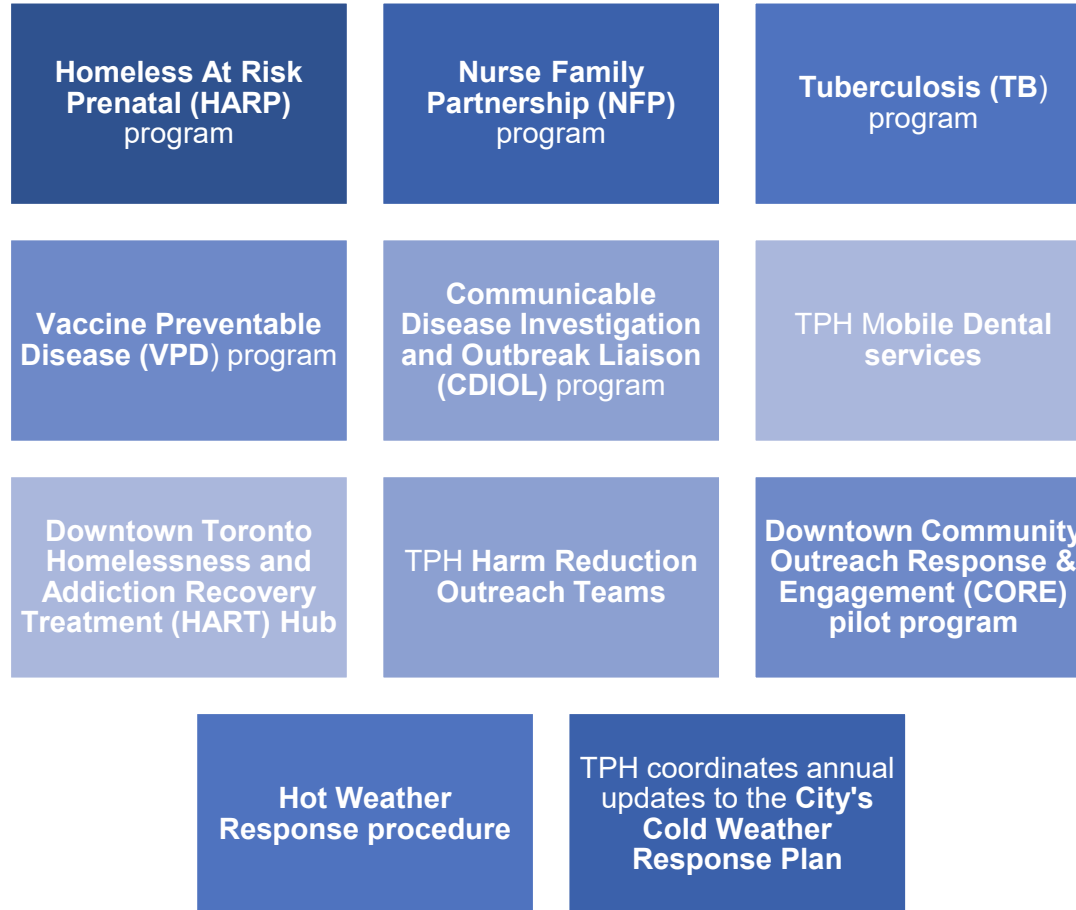 Homeless At Risk
Prenatal (HARP)
program
Nurse Family
Partnership (NFP)
program
Tuberculosis (TB)
program
Vaccine Preventable
Disease (VPD) program
Communicable
Disease Investigation
and Outbreak Liaison
(CDIOL) program
TPH Mobile Dental
services
Downtown Toronto
Homelessness and
Addiction Recovery
Treatment (HART) Hub
TPH Harm Reduction
Outreach Teams
Downtown Community
Outreach Response &
Engagement (CORE)
pilot program
Hot Weather
Response procedure
TPH coordinates annual
updates to the City's
Cold Weather
Response Plan